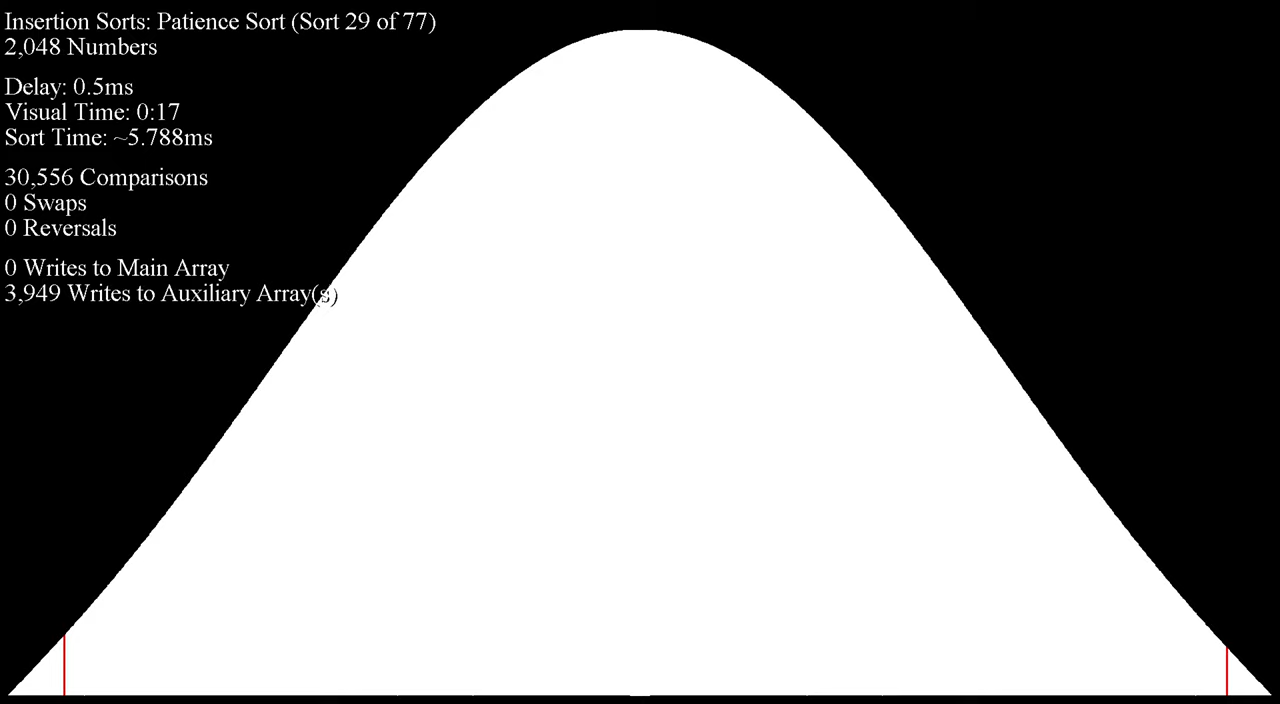 Insertion Sorts: Patience Sort (Sort 29 of 77)
2,048 Numbers
Delay: 0.5ms
Visual Time: 0:17
Sort Time: ~5.788ms
30,556 Comparisons
0 Swaps
0 Reversals
0 Writes to Main Array
3,949 Writes to Auxiliary Array(s)